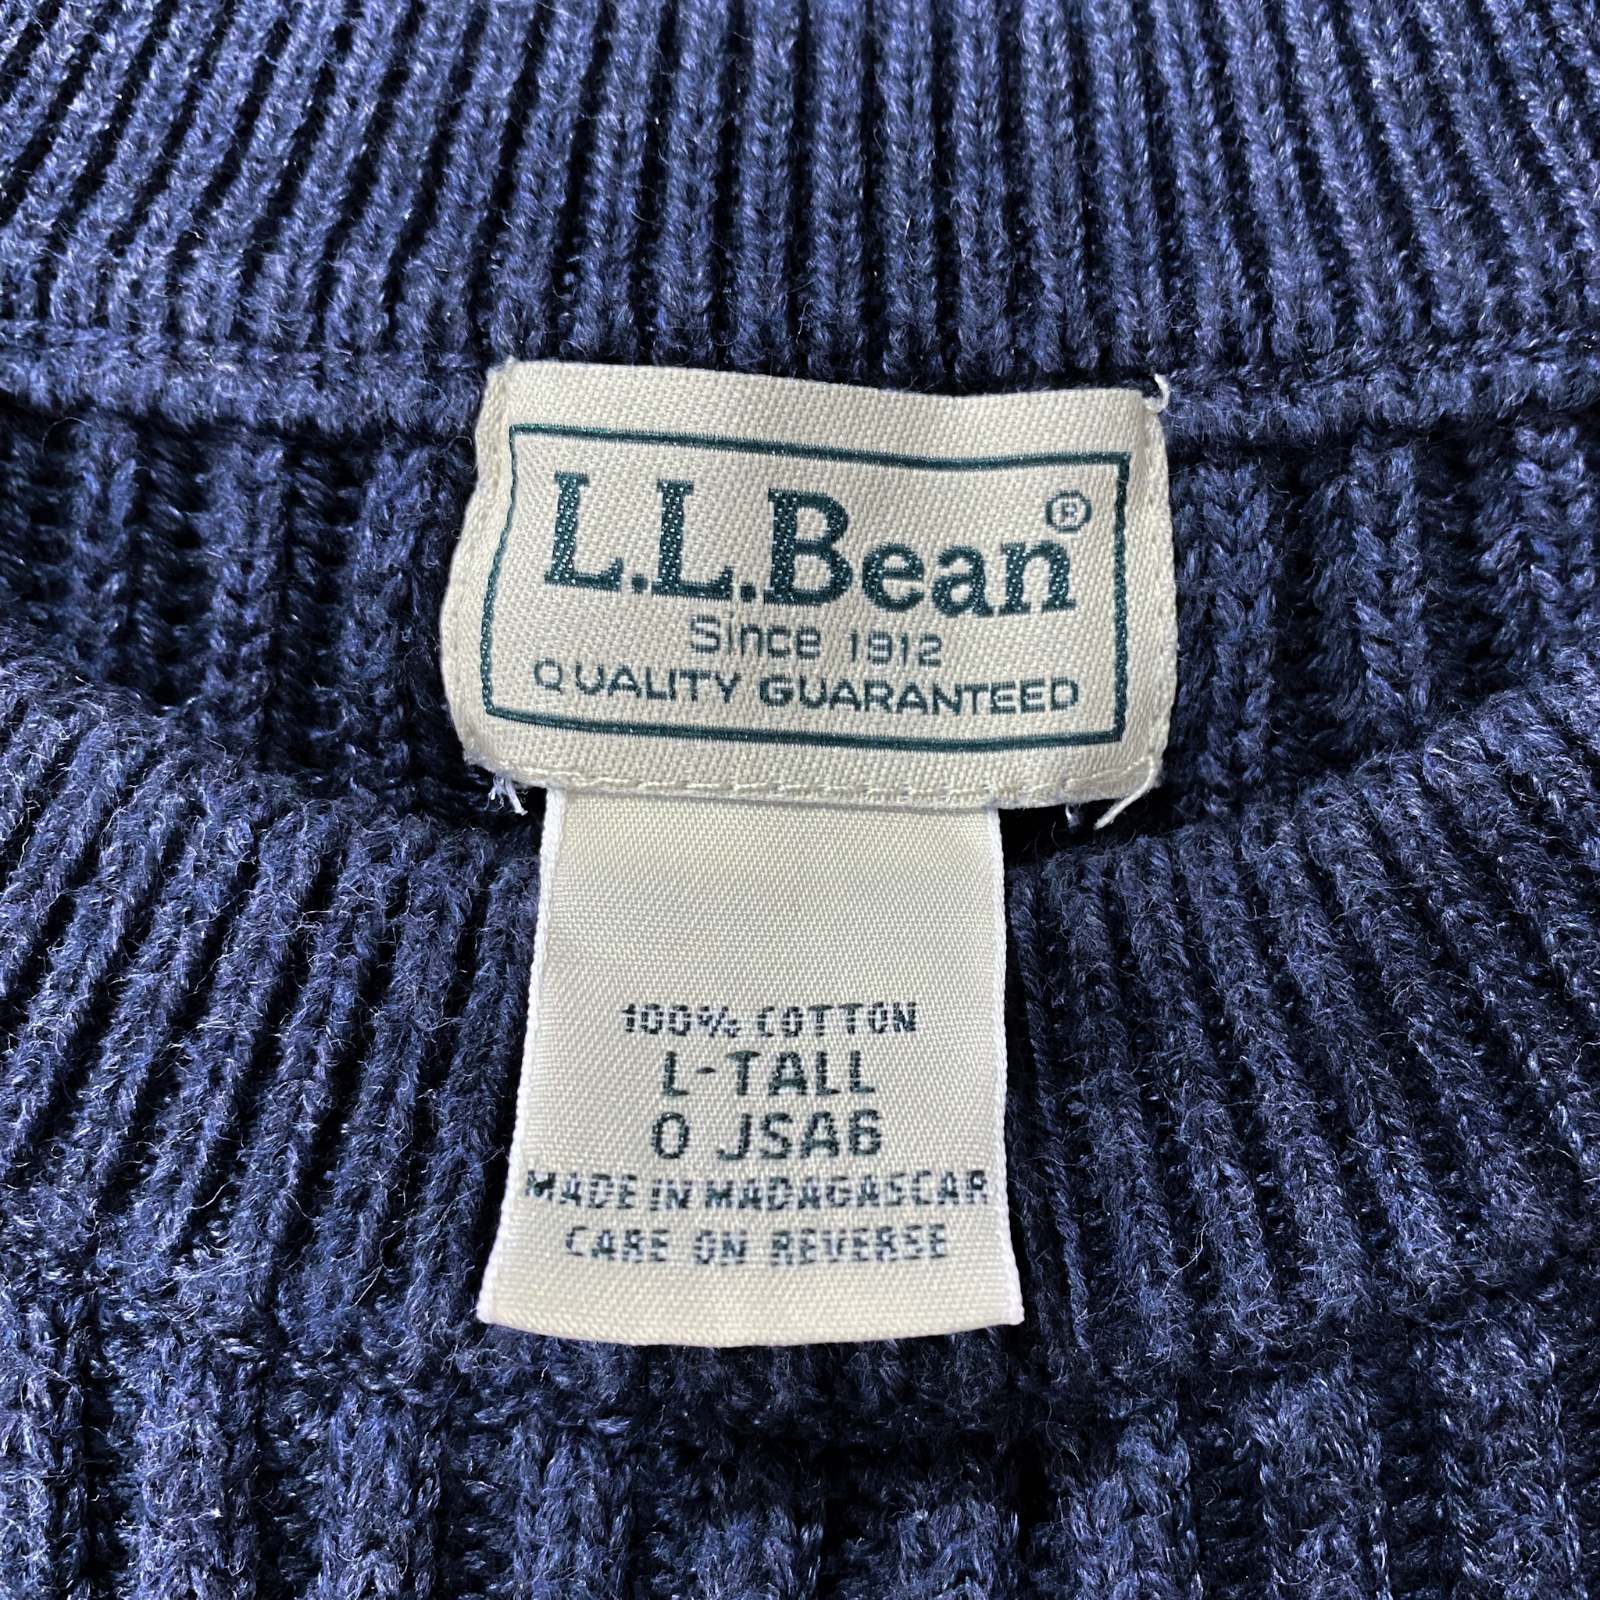 L.L.Bean®
Since 1912
QUALITY GUARANTEED
100% COTTON
L-TALL
0 JSA6
MADE IN MADAGASCAR
CARE ON REVERSE